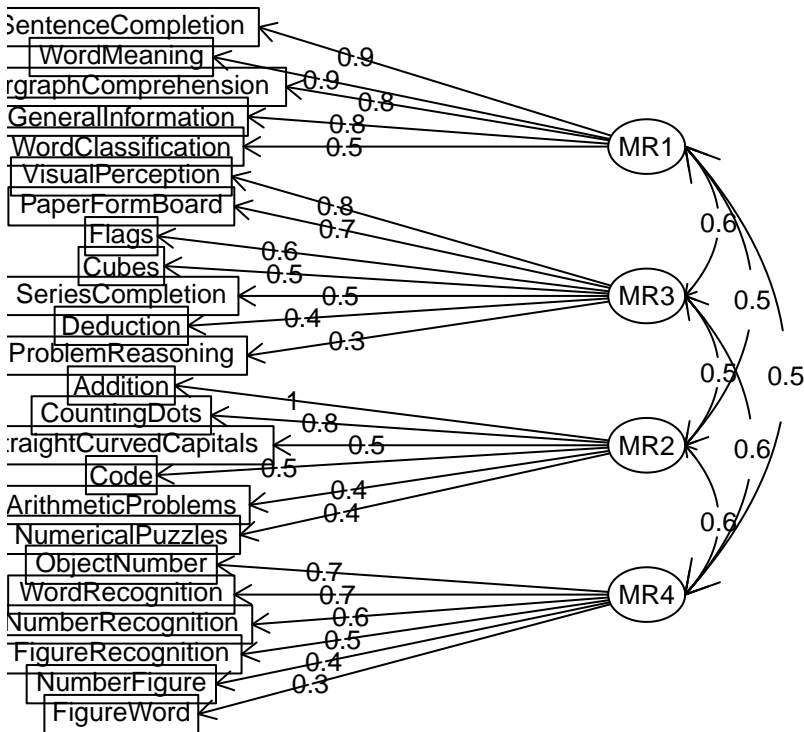 SentenceCompletion
0.9
WordMeaning
0.9
rgraphComprehension
0.8
GeneralInformation
0.8
WordClassification
0.5
MR1
VisualPerception
0.8
PaperFormBoard
0.7
Flags
0.6
Cubes
0.5
SeriesCompletion
0.5
MR3
Deduction
0.4
ProblemReasoning
0.3
Addition
1
CountingDots
0.8
traightCurvedCapitals
0.5
MR2
Code
0.5
ArithmeticProblems
0.4
NumericalPuzzles
0.4
ObjectNumber
0.7
WordRecognition
0.7
MR4
NumberRecognition
0.6
FigureRecognition
0.5
NumberFigure
0.4
FigureWord
0.3
0.6
0.5
0.5
0.5
0.6
0.6